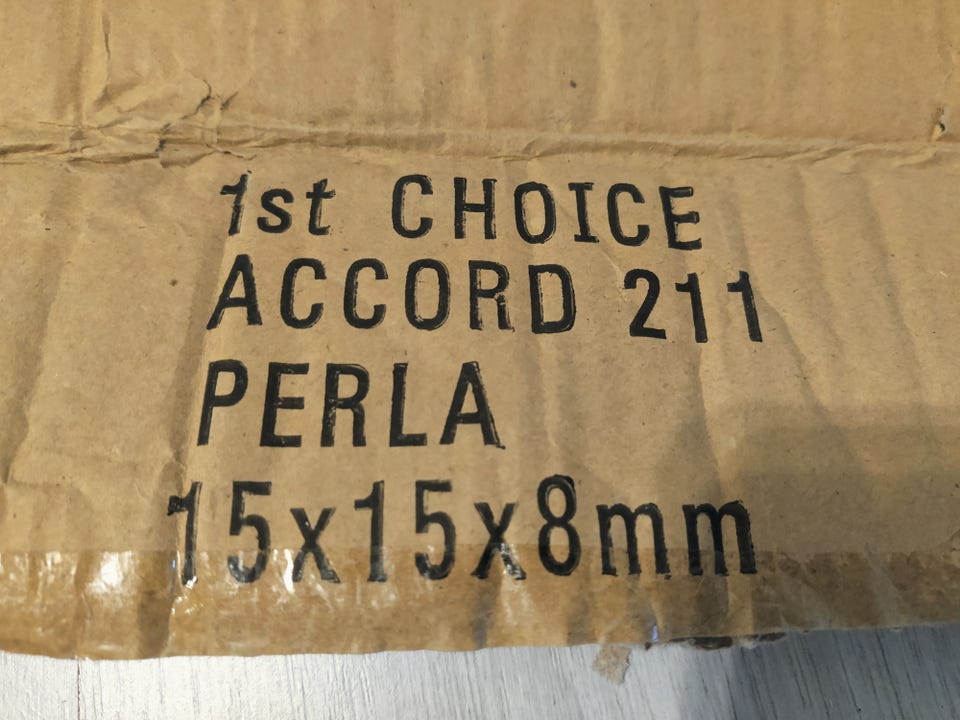 1st CHOICE
ACCORD 211
PERLA
15x15x8mm